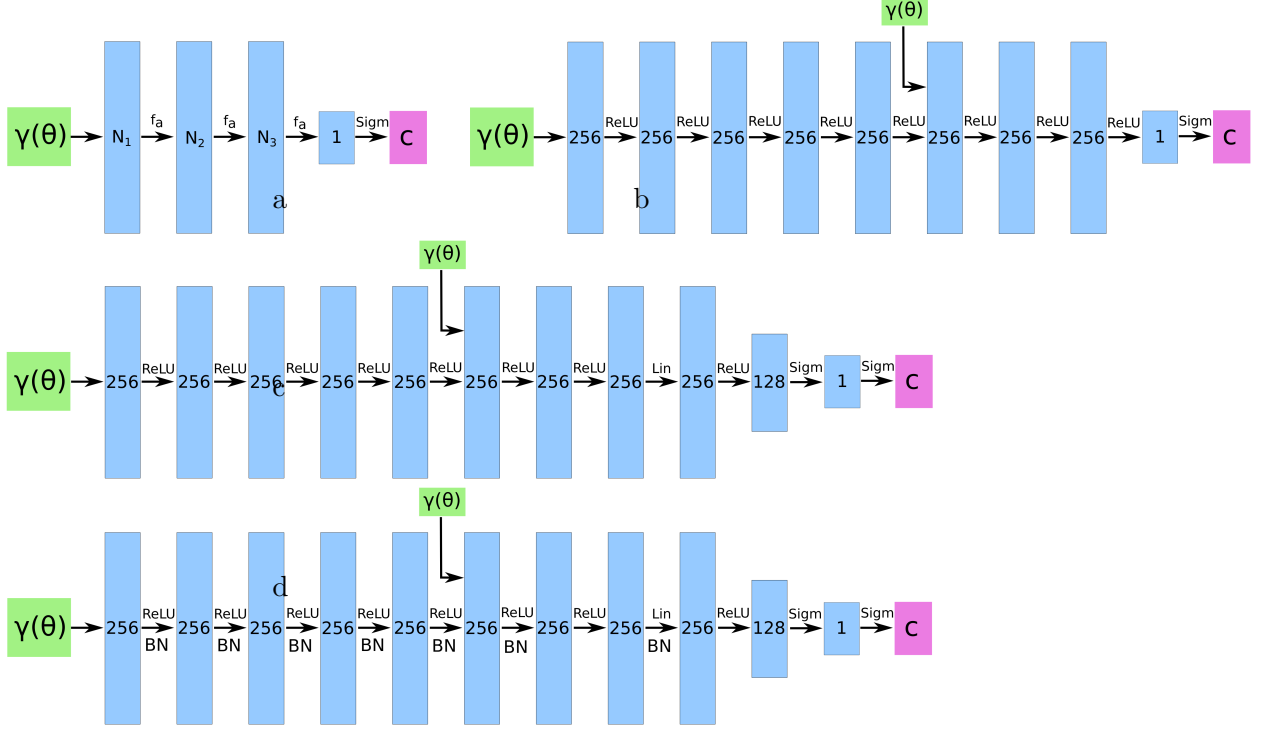 γ(θ)
γ(θ) N₁ fa N₂ fa N₃ fa 1 Sigm C
γ(θ) 256 ReLU 256 ReLU 256 ReLU 256 ReLU 256 ReLU 256 ReLU 256 ReLU 256 ReLU 1 Sigm C
a
b
γ(θ)
γ(θ) 256 ReLU 256 ReLU 256 ReLU 256 ReLU 256 ReLU 256 ReLU 256 ReLU 256 Lin 256 ReLU 128 Sigm 1 Sigm C
c
γ(θ)
d
γ(θ) 256 ReLU 256 ReLU 256 ReLU 256 ReLU 256 ReLU 256 ReLU 256 ReLU 256 Lin 256 ReLU 128 Sigm 1 Sigm C
BN BN BN BN BN BN BN